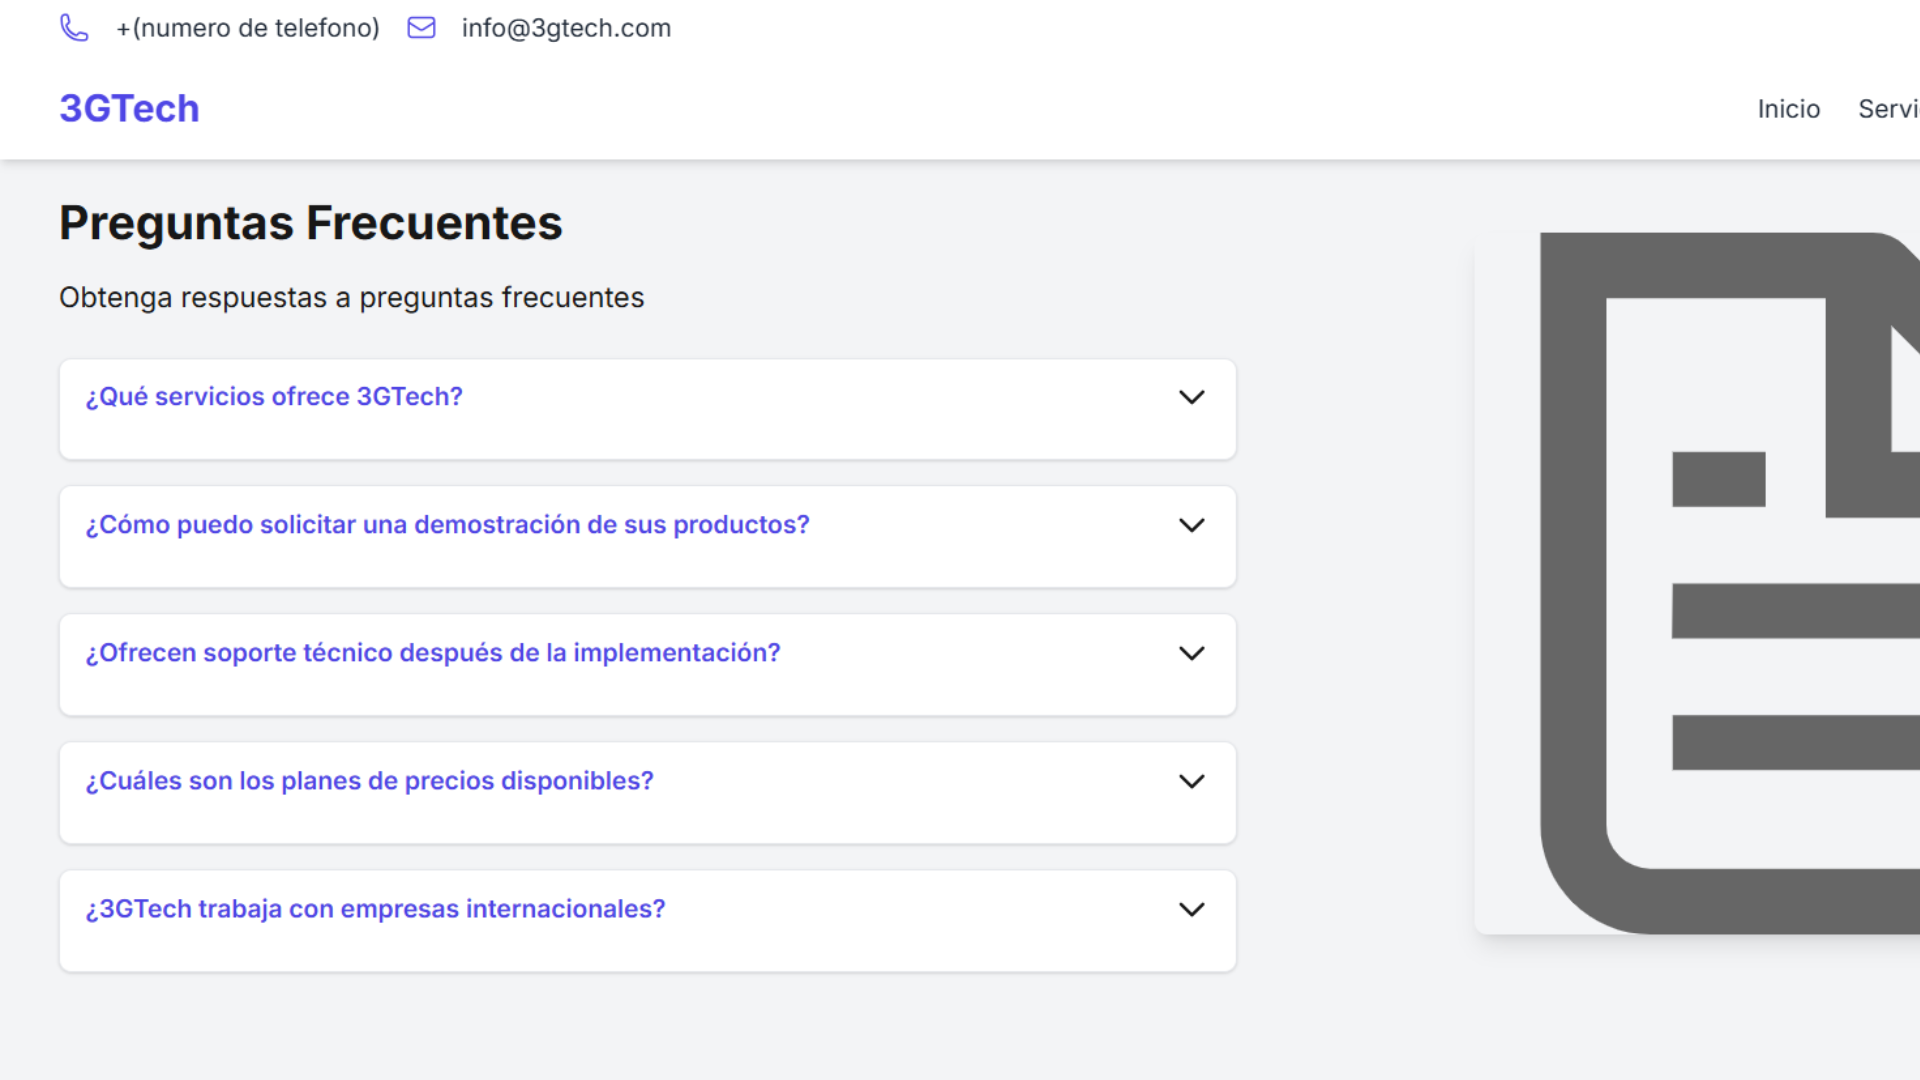 +(numero de telefono) info@3gtech.com
3GTech
Inicio Servi
Preguntas Frecuentes
Obtenga respuestas a preguntas frecuentes
¿Qué servicios ofrece 3GTech?
¿Cómo puedo solicitar una demostración de sus productos?
¿Ofrecen soporte técnico después de la implementación?
¿Cuáles son los planes de precios disponibles?
¿3GTech trabaja con empresas internacionales?